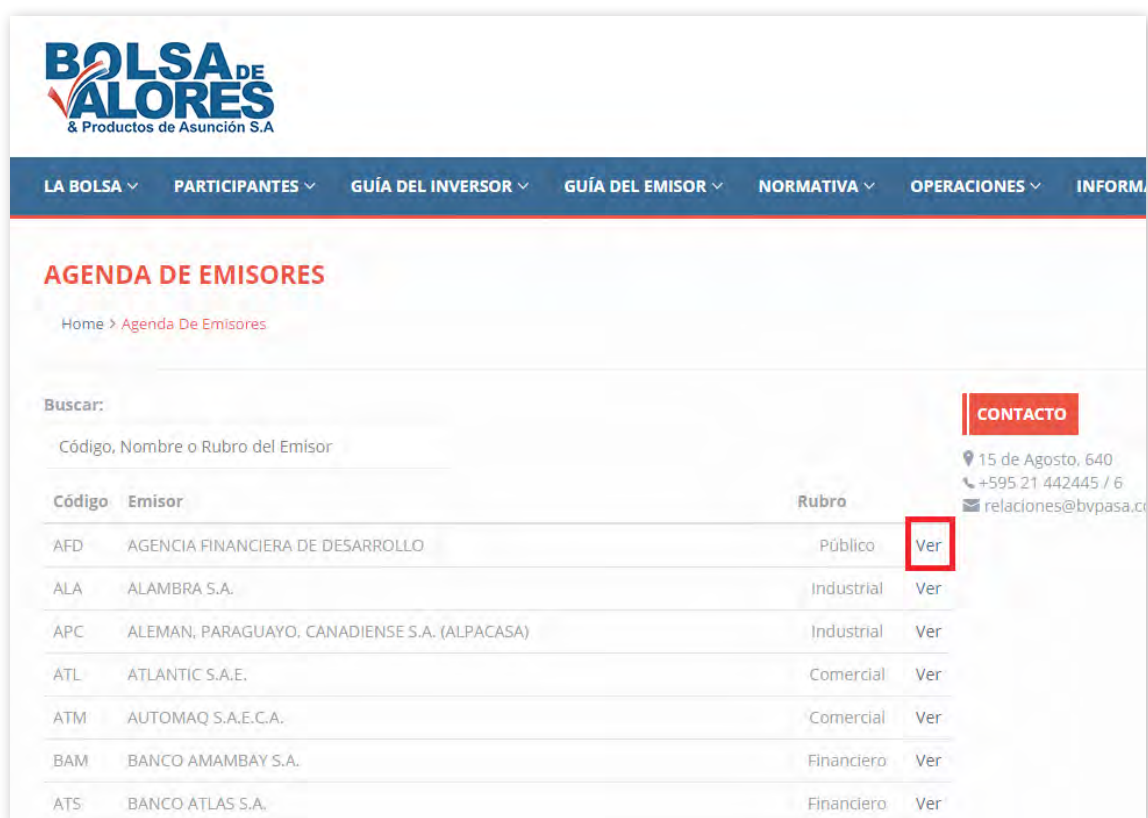 BOLSA DE
VALORES
& Productos de Asunción S.A
LA BOLSA PARTICIPANTES GUÍA DEL INVERSOR GUÍA DEL EMISOR NORMATIVA OPERACIONES INFORMA
AGENDA DE EMISORES
Home > Agenda De Emisores
Buscar:
Código, Nombre o Rubro del Emisor
Código Emisor Rubro
AFD AGENCIA FINANCIERA DE DESARROLLO Público Ver
ALA ALAMBRA S.A. Industrial Ver
APC ALEMAN, PARAGUAYO, CANADIENSE S.A. (ALPACASA) Industrial Ver
ATL ATLANTIC S.A.E. Comercial Ver
ATM AUTOMAQ S.A.E.C.A. Comercial Ver
BAM BANCO AMAMBAY S.A. Financiero Ver
ATS BANCO ATLAS S.A. Financiero Ver
CONTACTO
15 de Agosto, 640
+595 21 442445 / 6
relaciones@bvpasa.co